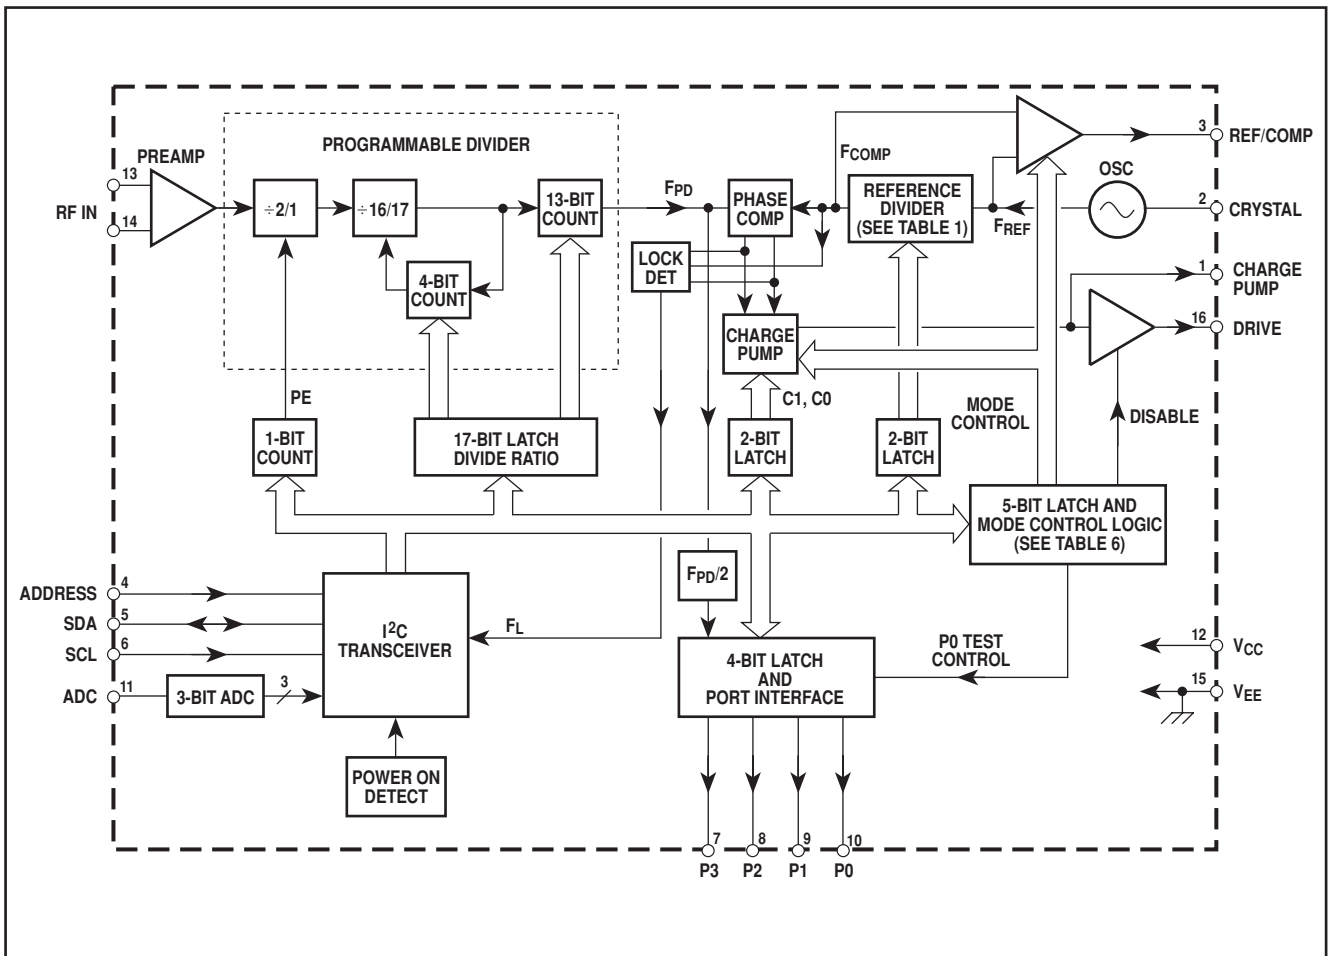 PROGRAMMABLE DIVIDER
PREAMP
13
RF IN
14
÷2/1
÷16/17
13-BIT
COUNT
4-BIT
COUNT
FPD
PHASE
COMP
FCOMP
REFERENCE
DIVIDER
(SEE TABLE 1)
FREF
OSC
3
REF/COMP
2
CRYSTAL
1
CHARGE
PUMP
16
DRIVE
LOCK
DET
CHARGE
PUMP
C1, C0
MODE
CONTROL
DISABLE
PE
1-BIT
COUNT
17-BIT LATCH
DIVIDE RATIO
2-BIT
LATCH
2-BIT
LATCH
5-BIT LATCH AND
MODE CONTROL LOGIC
(SEE TABLE 6)
FPD/2
ADDRESS
4
SDA
5
SCL
6
ADC
11
3-BIT ADC
3
I2C
TRANSCEIVER
FL
4-BIT LATCH
AND
PORT INTERFACE
P0 TEST
CONTROL
12
VCC
15
VEE
POWER ON
DETECT
7
8
9
10
P3
P2
P1
P0